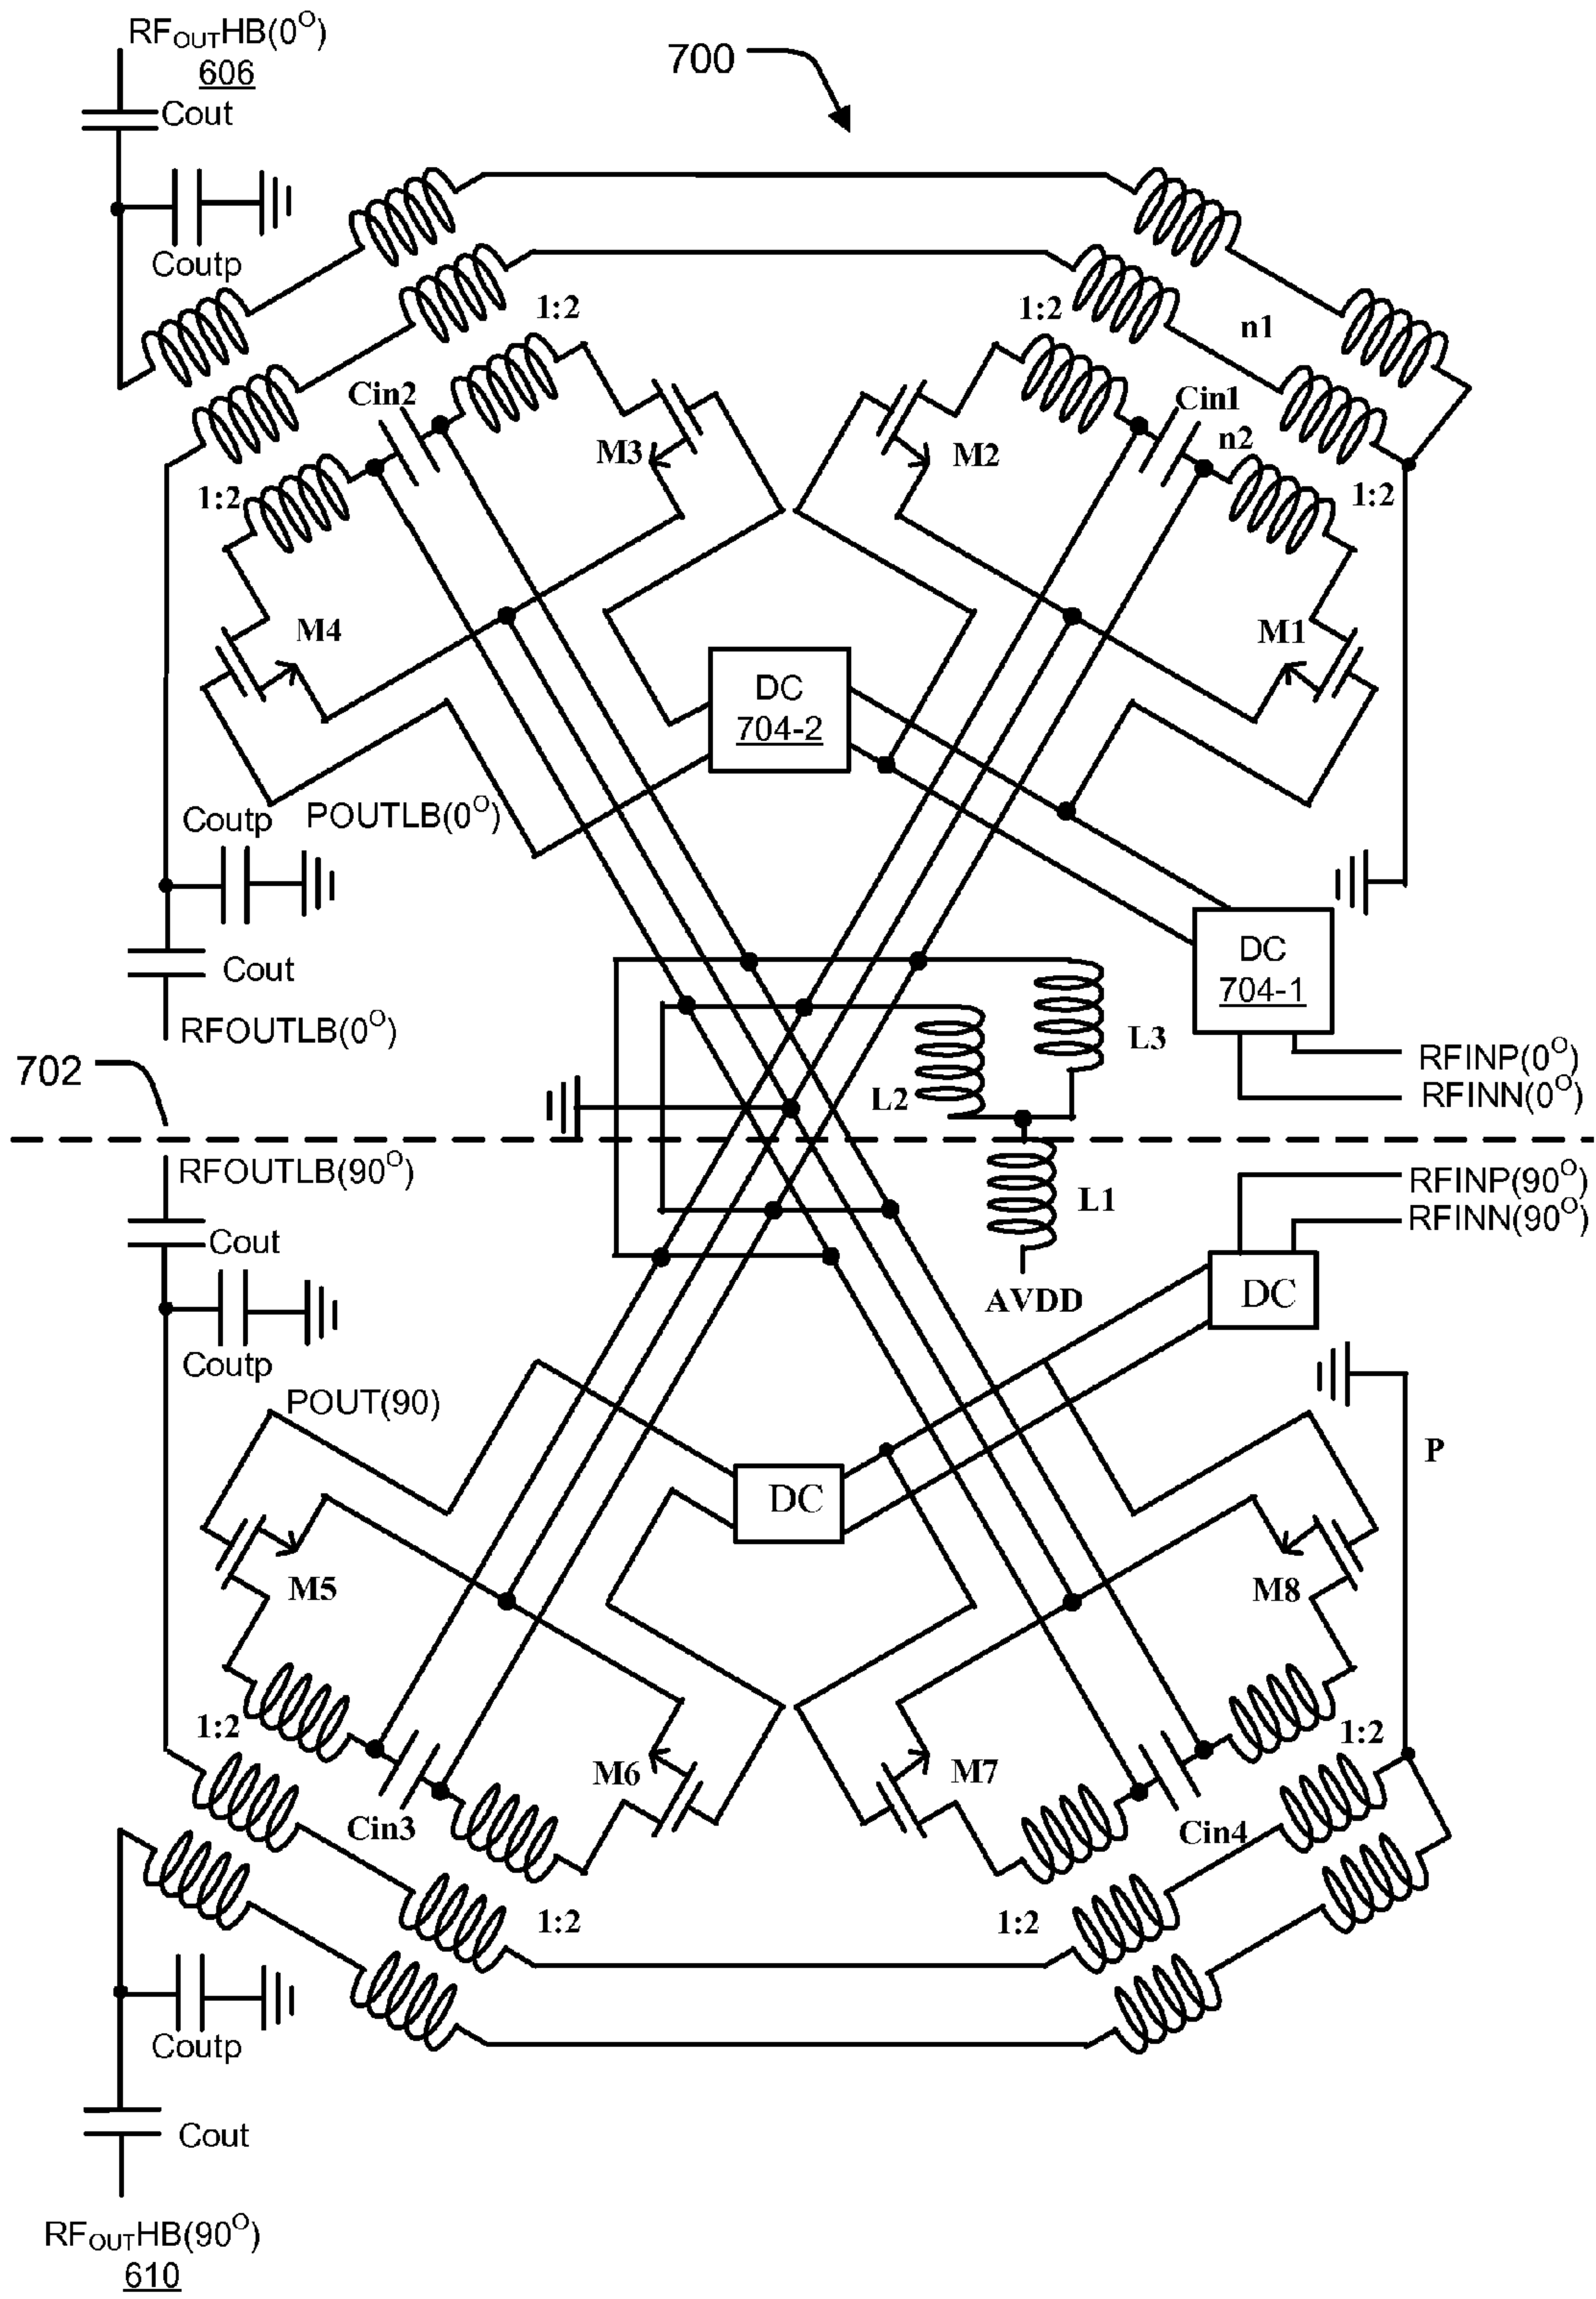 RFOUTHB(0O)
606
700
Cout
Coutp
1:2
1:2
n1
Cin2
Cin1
n2
M3
M2
1:2
1:2
M4
M1
DC
704-2
Coutp
POUTLB(0O)
Cout
DC
704-1
RFOUTLB(0O)
L3
RFINP(0O)
702
L2
RFINN(0O)
RFOUTLB(90O)
RFINP(90O)
L1
RFINN(90O)
Cout
AVDD
DC
Coutp
POUT(90)
P
DC
M5
M8
1:2
1:2
M6
M7
Cin3
Cin4
1:2
1:2
Coutp
Cout
RFOUTHB(90O)
610